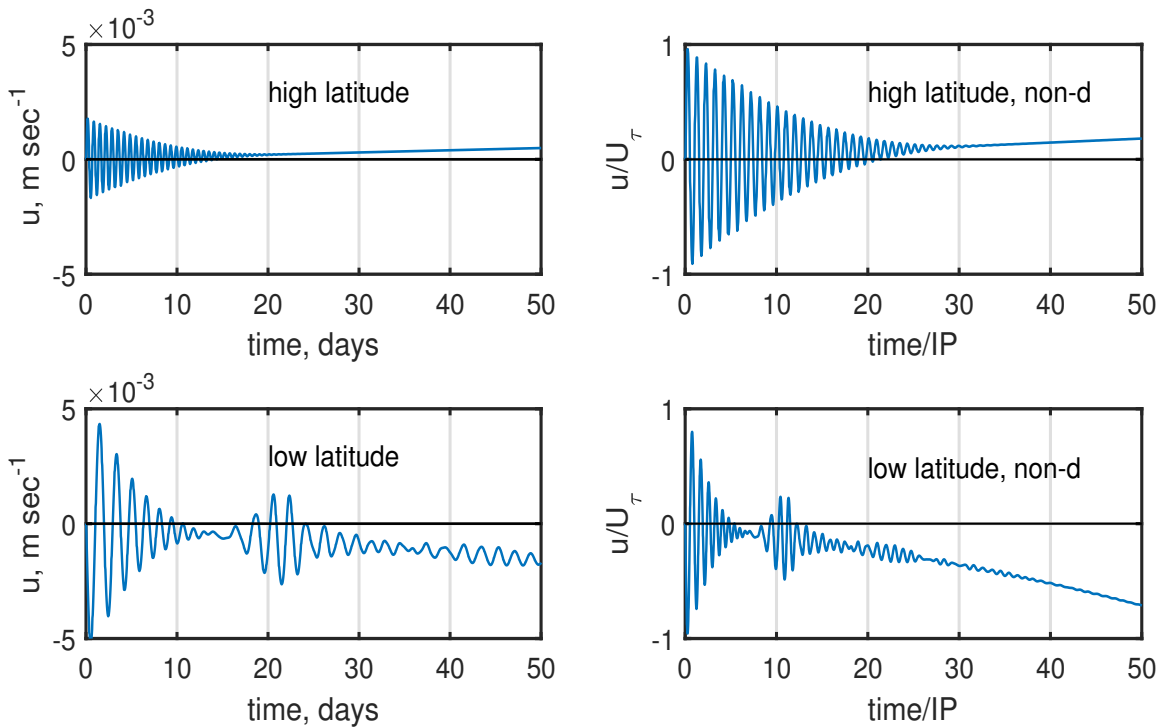 ×10⁻³
5
0
-5
u, m sec⁻¹
high latitude
0 10 20 30 40 50
time, days
1
0
-1
u/U_τ
high latitude, non-d
0 10 20 30 40 50
time/IP
×10⁻³
5
0
-5
u, m sec⁻¹
low latitude
0 10 20 30 40 50
time, days
1
0
-1
u/U_τ
low latitude, non-d
0 10 20 30 40 50
time/IP